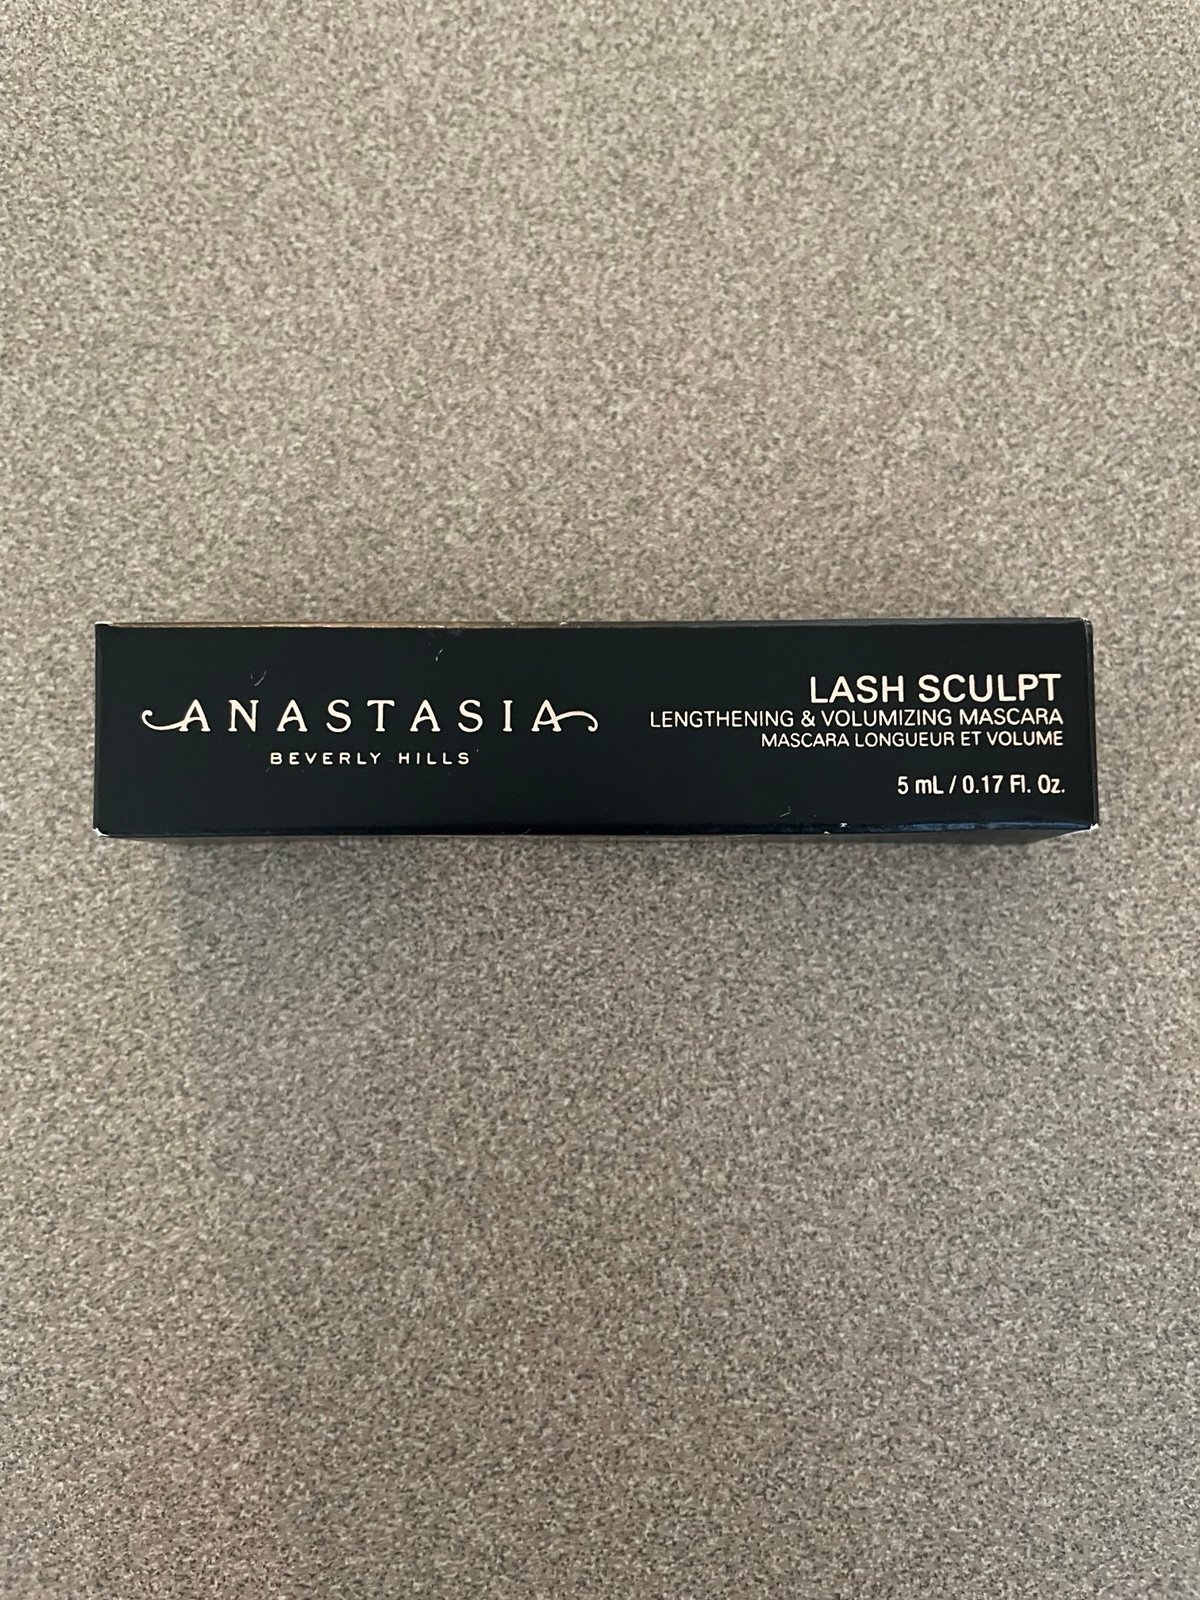 ANASTASIA
BEVERLY HILLS
LASH SCULPT
LENGTHENING & VOLUMIZING MASCARA
MASCARA LONGUEUR ET VOLUME
5 mL / 0.17 Fl. Oz.